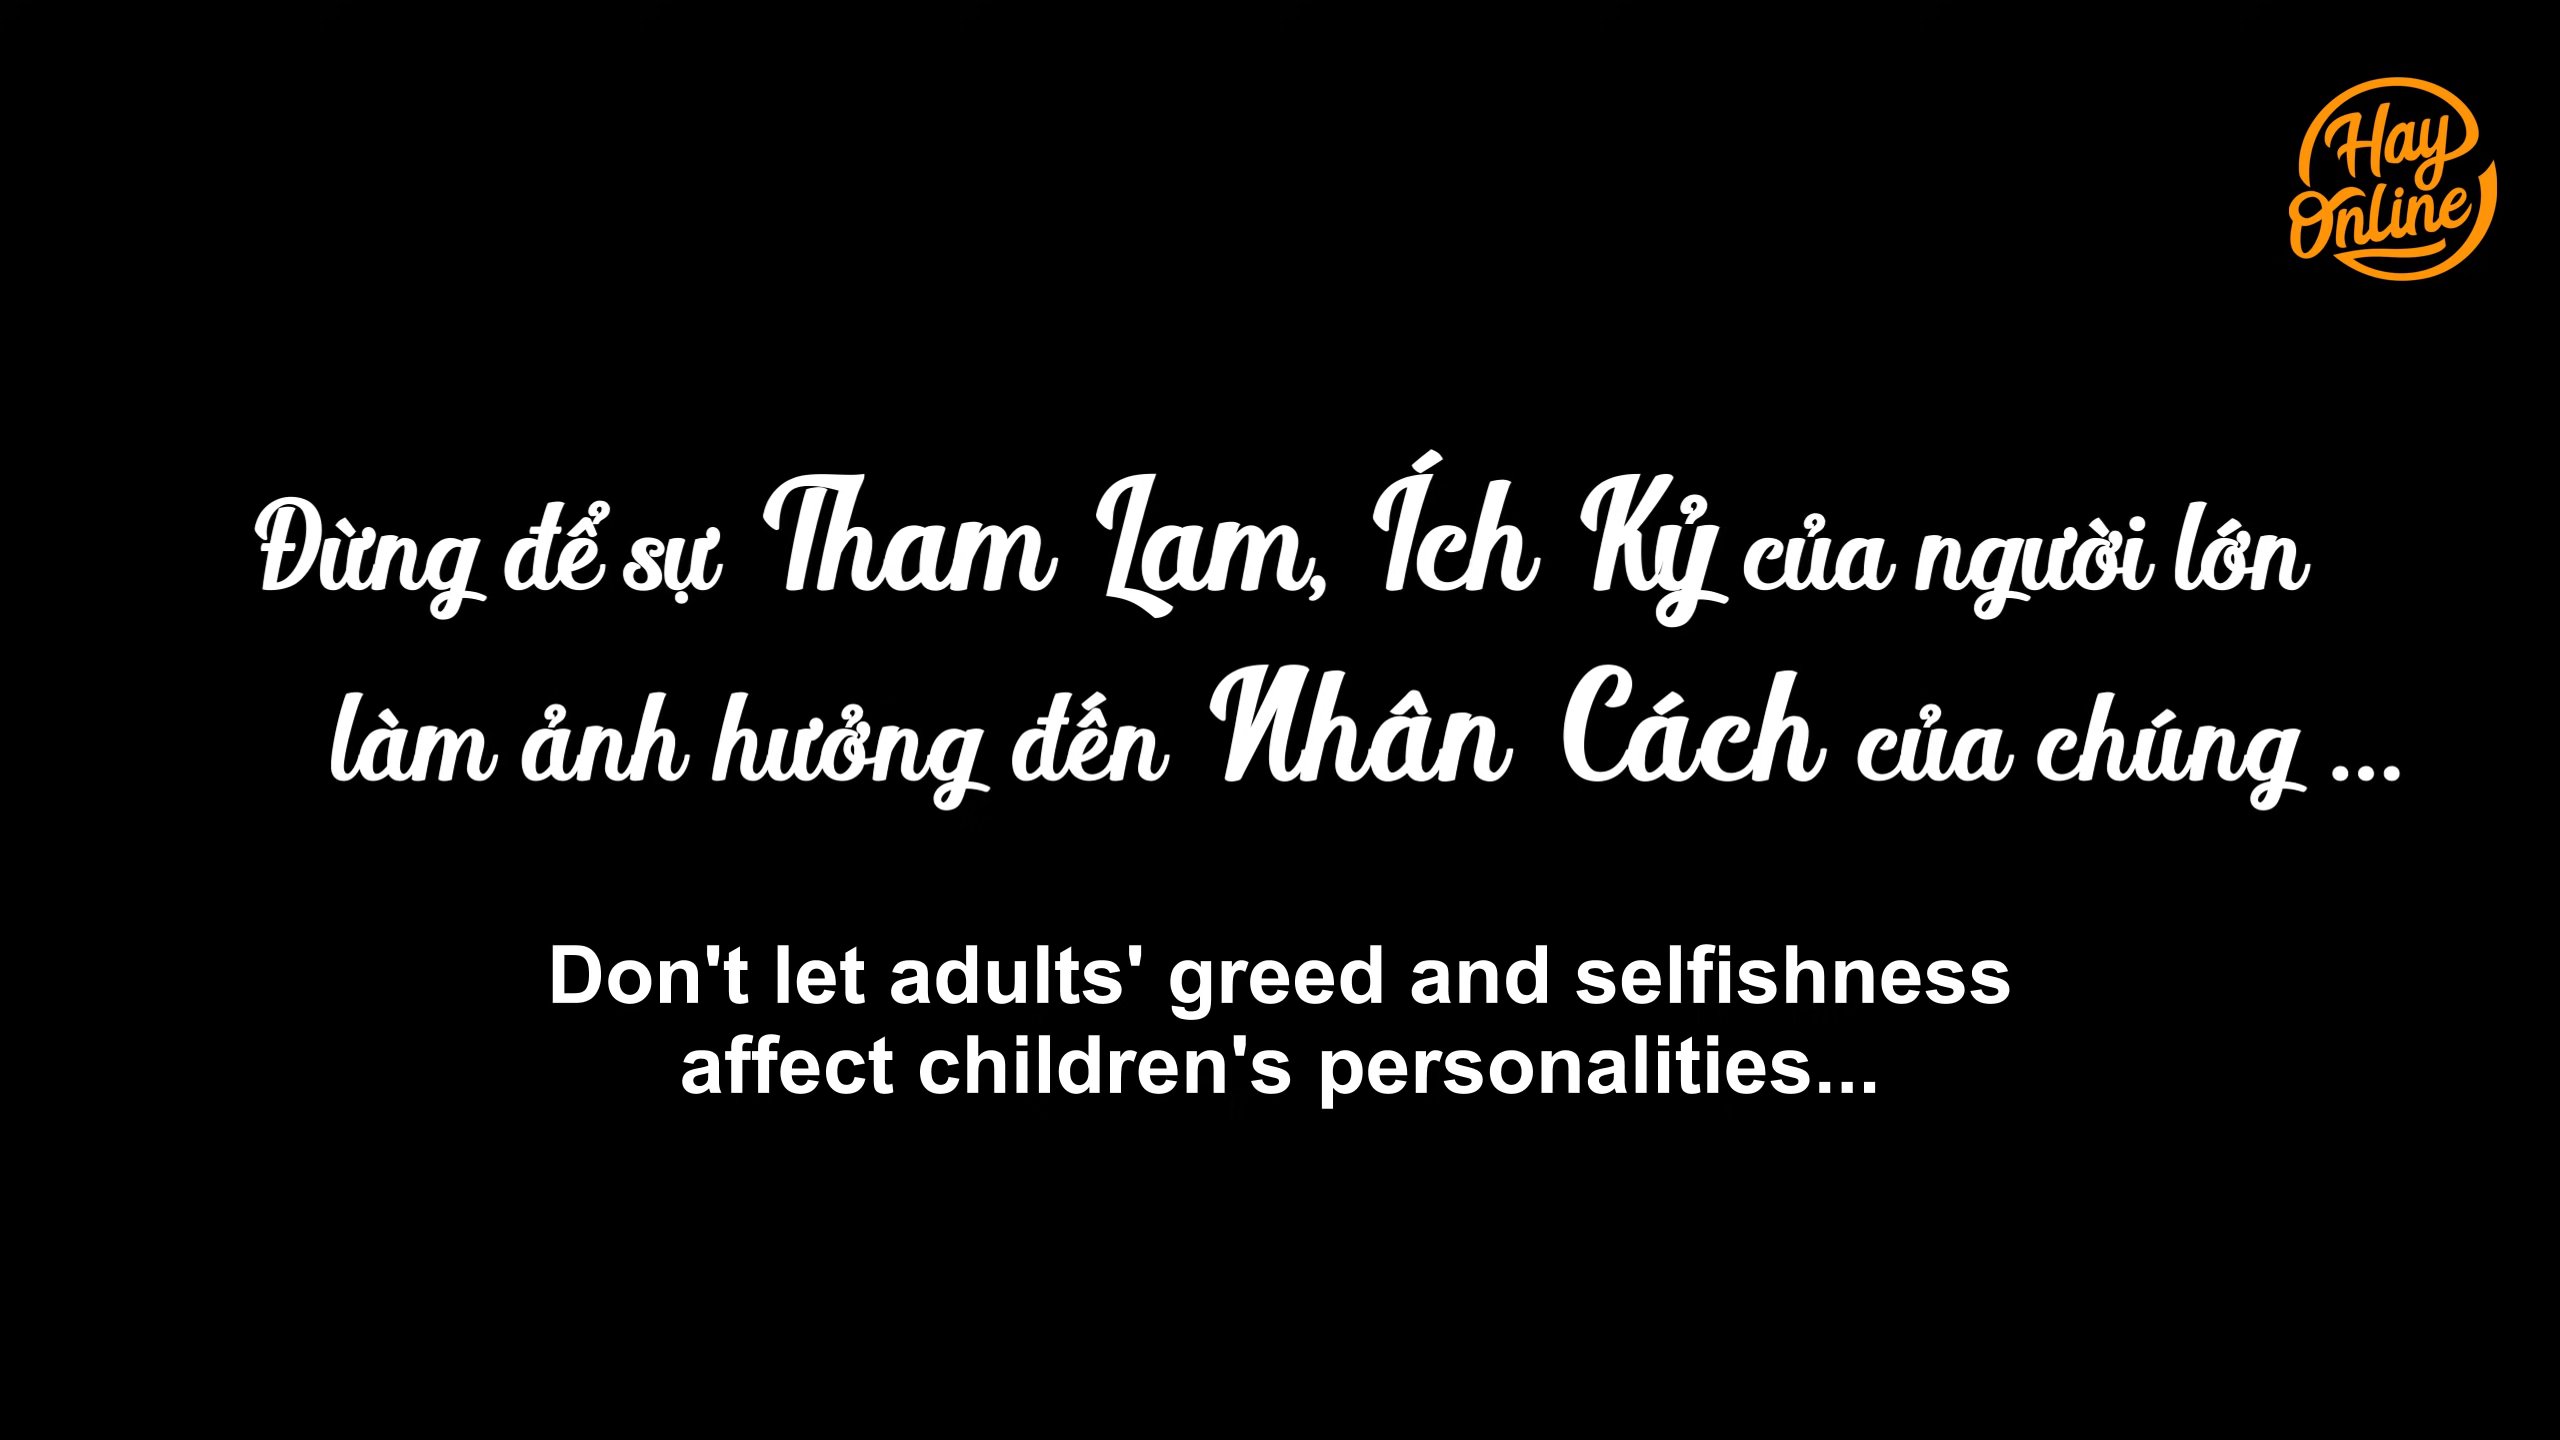 Hay
Online
Đừng để sự Tham Lam, Ích Kỷ của người lớn
làm ảnh hưởng đến Nhân Cách của chúng ...
Don't let adults' greed and selfishness
affect children's personalities...